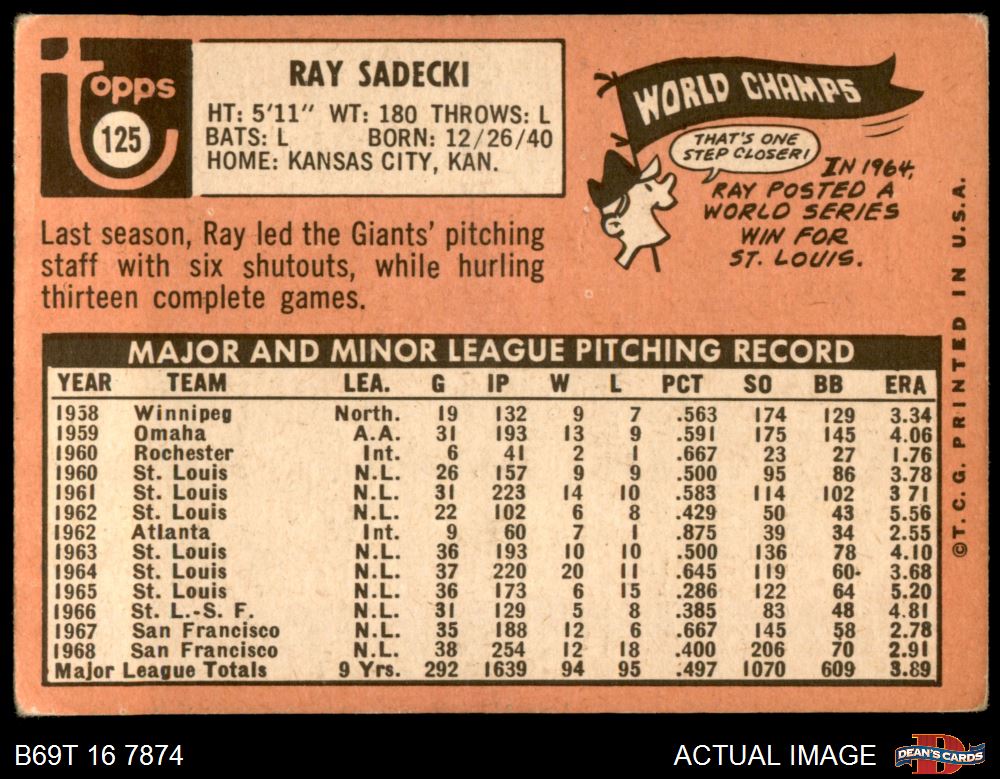 Topps
125
RAY SADECKI
HT: 5'11" WT: 180 THROWS: L
BATS: L BORN: 12/26/40
HOME: KANSAS CITY, KAN.
WORLD CHAMPS
THAT'S ONE
STEP CLOSER!
IN 1964,
RAY POSTED A
WORLD SERIES
WIN FOR
ST. LOUIS.
Last season, Ray led the Giants' pitching
staff with six shutouts, while hurling
thirteen complete games.
MAJOR AND MINOR LEAGUE PITCHING RECORD
YEAR TEAM LEA. G IP W L PCT SO BB ERA
1958 Winnipeg North. 19 132 9 7 .563 174 129 3.34
1959 Omaha A.A. 31 193 13 9 .591 175 145 4.06
1960 Rochester Int. 6 41 2 1 .667 23 27 1.76
1960 St. Louis N.L. 26 157 9 9 .500 95 86 3.78
1961 St. Louis N.L. 31 223 14 10 .583 114 102 3 71
1962 St. Louis N.L. 22 102 6 8 .429 50 43 5.56
1962 Atlanta Int. 9 60 7 1 .875 39 34 2.55
1963 St. Louis N.L. 36 193 10 10 .500 136 78 4.10
1964 St. Louis N.L. 37 220 20 11 .645 119 60 3.68
1965 St. Louis N.L. 36 173 6 15 .286 122 64 5.20
1966 St. L.-S. F. N.L. 31 129 5 8 .385 83 48 4.81
1967 San Francisco N.L. 35 188 12 6 .667 145 58 2.78
1968 San Francisco N.L. 38 254 12 18 .400 206 70 2.91
Major League Totals 9 Yrs. 292 1639 94 95 .497 1070 609 3.89
©T. C. G. PRINTED IN U.S.A.
B69T 16 7874
ACTUAL IMAGE
D
DEAN'S CARDS